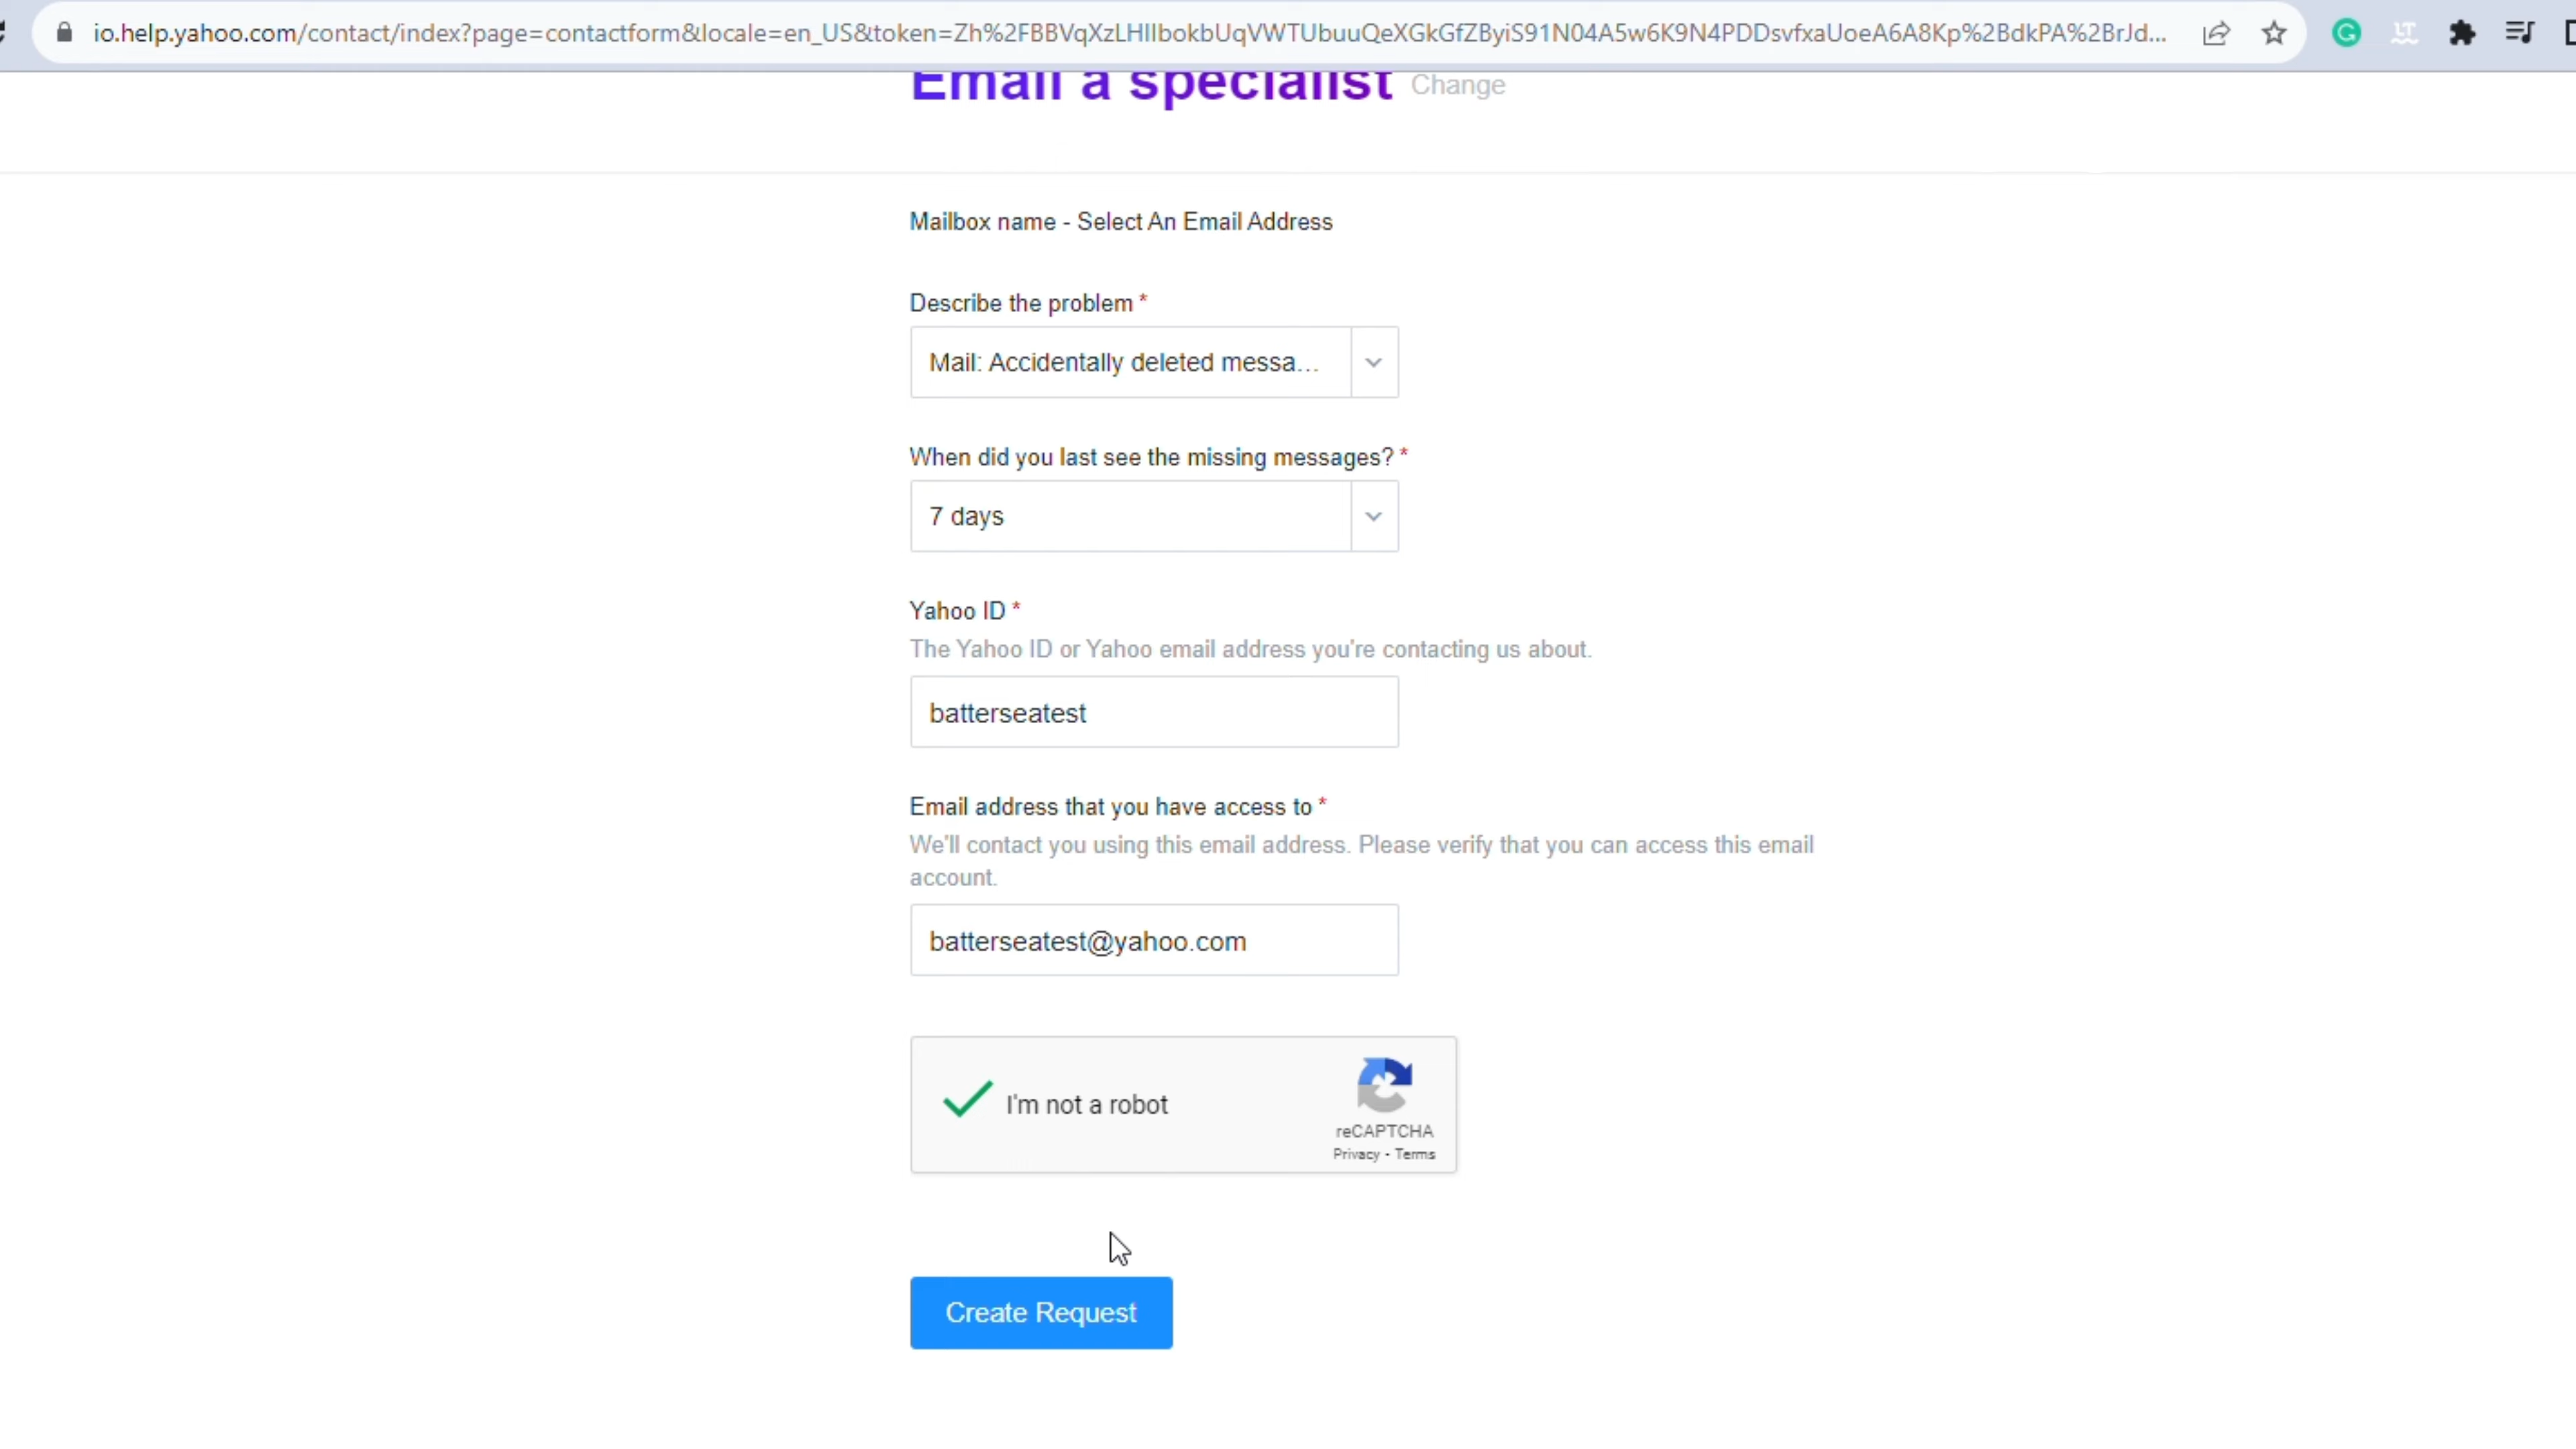 io.help.yahoo.com/contact/index?page=contactform&locale=en_US&token=Zh%2FBBVqXzLHIIbokbUqVWTUbuuQeXGkGfZByiS91N04A5w6K9N4PDDsvfxaUoeA6A8Kp%2BdkPA%2BrJd...
Email a specialist Change
Mailbox name - Select An Email Address
Describe the problem *
Mail: Accidentally deleted messa...
When did you last see the missing messages? *
7 days
Yahoo ID *
The Yahoo ID or Yahoo email address you're contacting us about.
batterseatest
Email address that you have access to *
We'll contact you using this email address. Please verify that you can access this email
account.
batterseatest@yahoo.com
I'm not a robot
reCAPTCHA
Privacy - Terms
Create Request